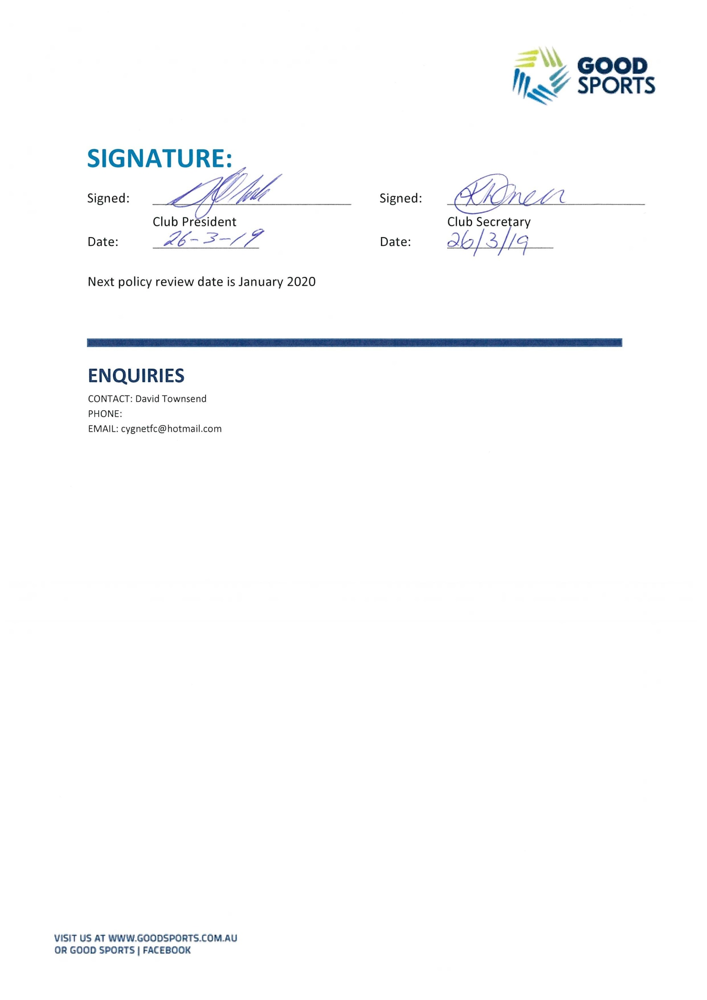 GOOD
SPORTS
SIGNATURE:
Signed:
Signed:
Club President
Club Secretary
Date: 26-3-19
Date: 26/3/19
Next policy review date is January 2020
ENQUIRIES
CONTACT: David Townsend
PHONE:
EMAIL: cygnetfc@hotmail.com
VISIT US AT WWW.GOODSPORTS.COM.AU
OR GOOD SPORTS | FACEBOOK